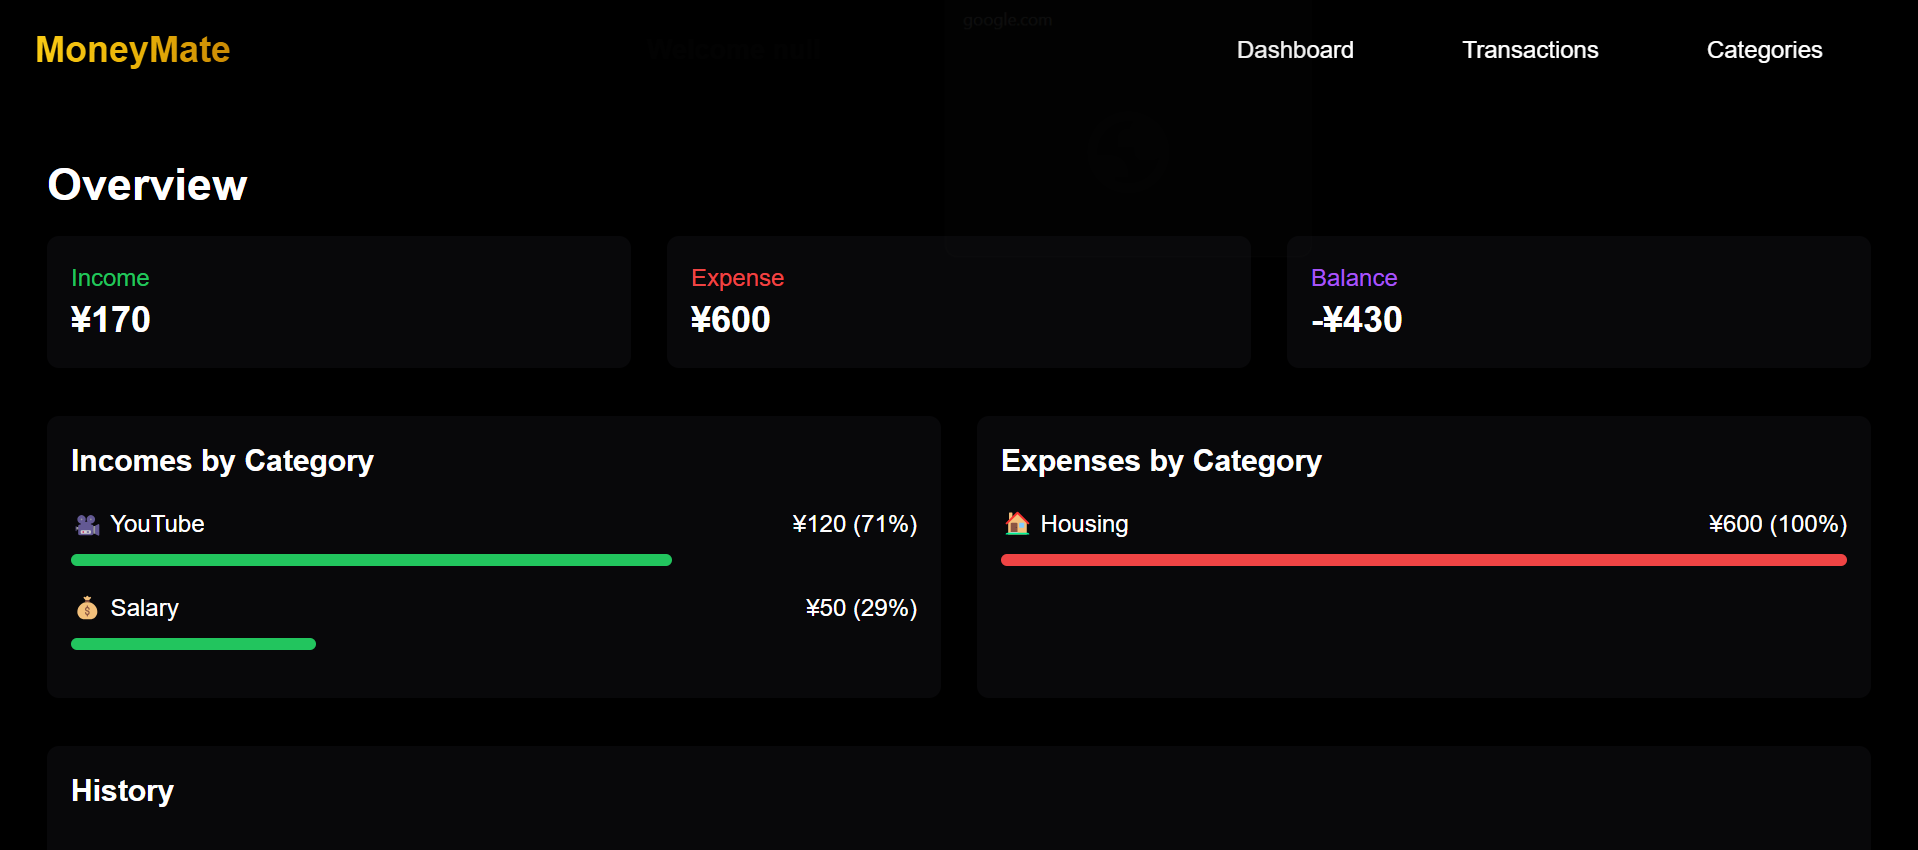 MoneyMate
google.com
Dashboard
Transactions
Categories
Overview
Income
¥170
Expense
¥600
Balance
-¥430
Incomes by Category
YouTube ¥120 (71%)
Salary ¥50 (29%)
Expenses by Category
Housing ¥600 (100%)
History